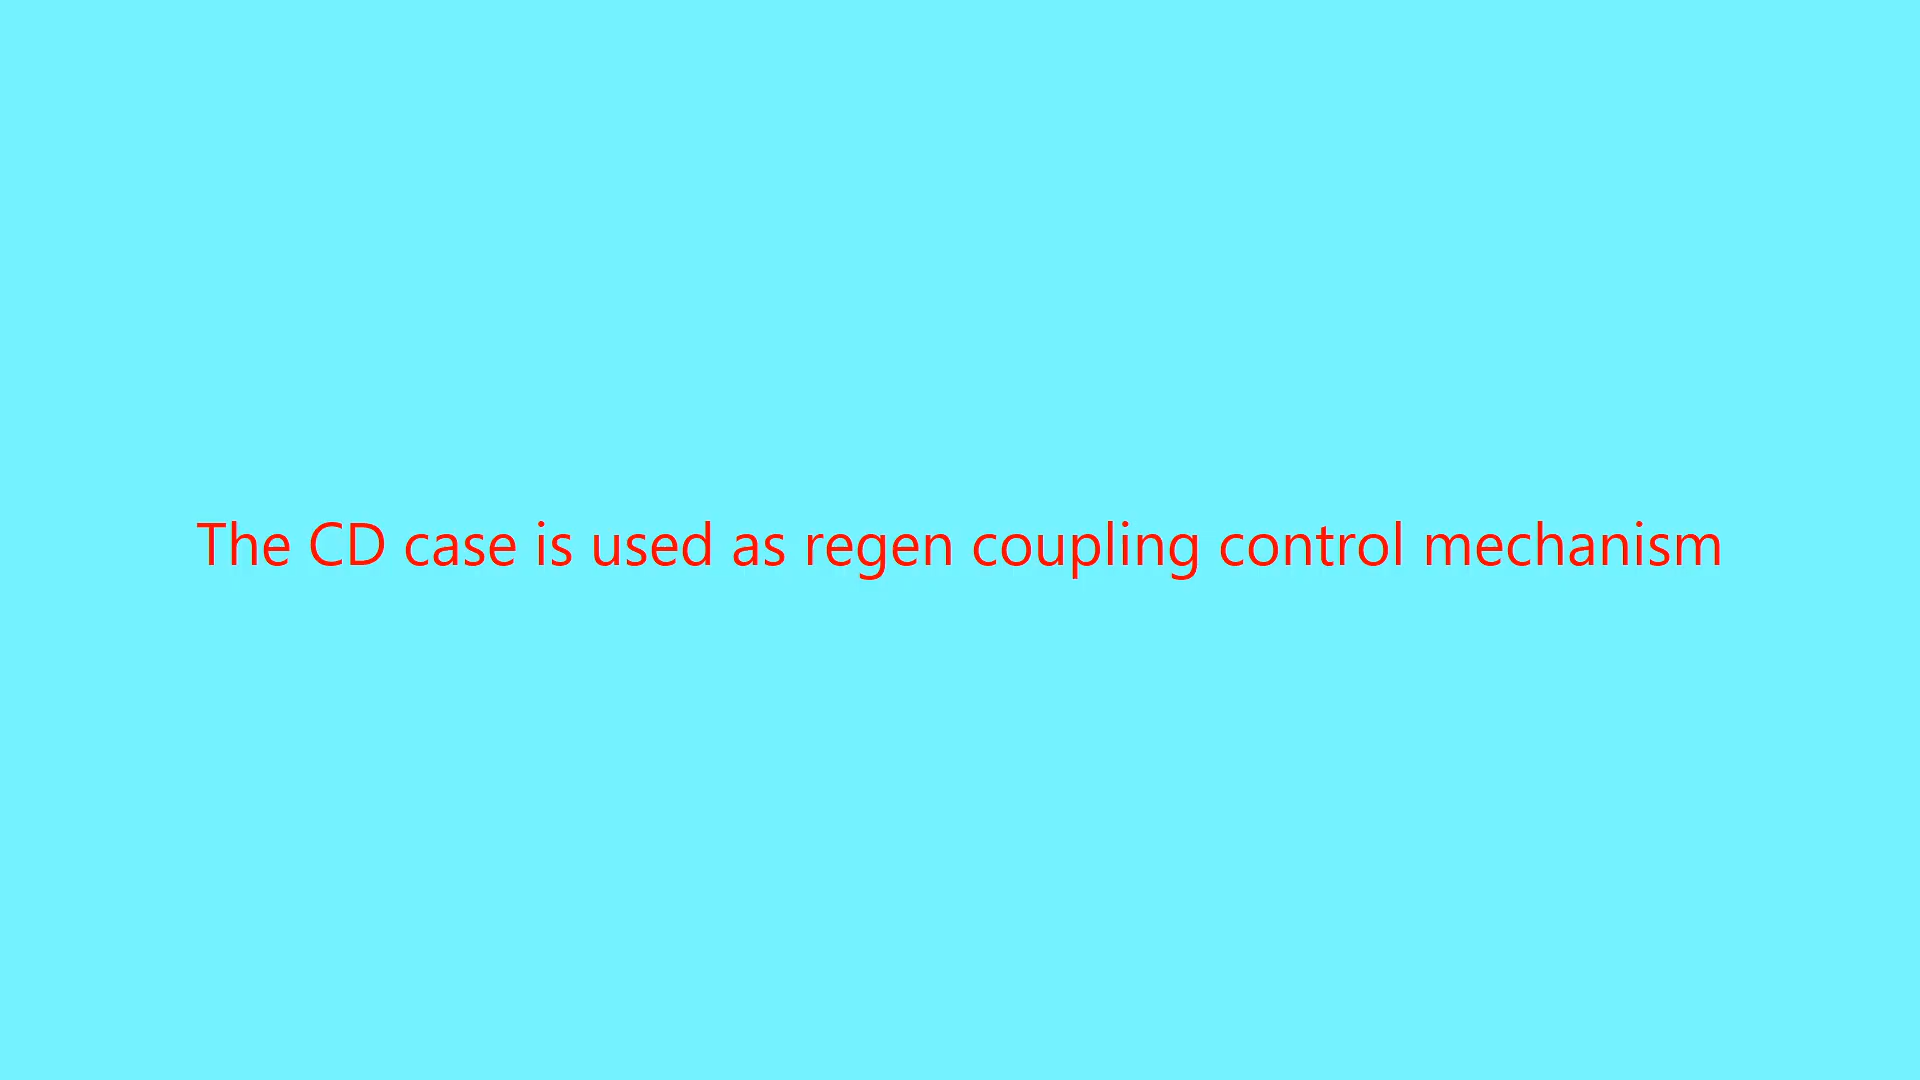 The CD case is used as regen coupling control mechanism